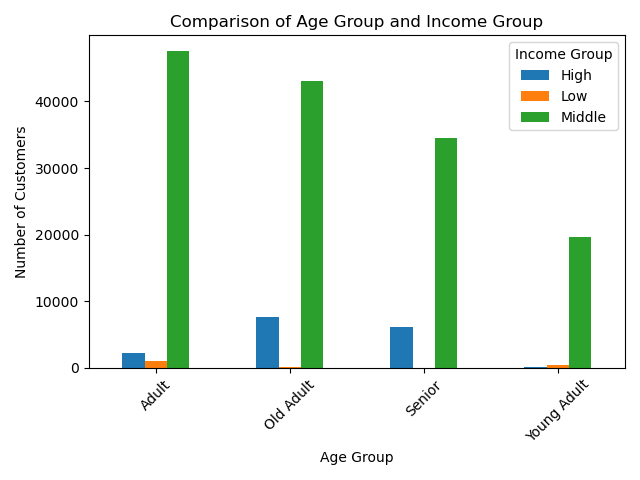 Comparison of Age Group and Income Group
Income Group
High
Low
Middle
Number of Customers
40000
30000
20000
10000
0
Adult
Old Adult
Senior
Young Adult
Age Group